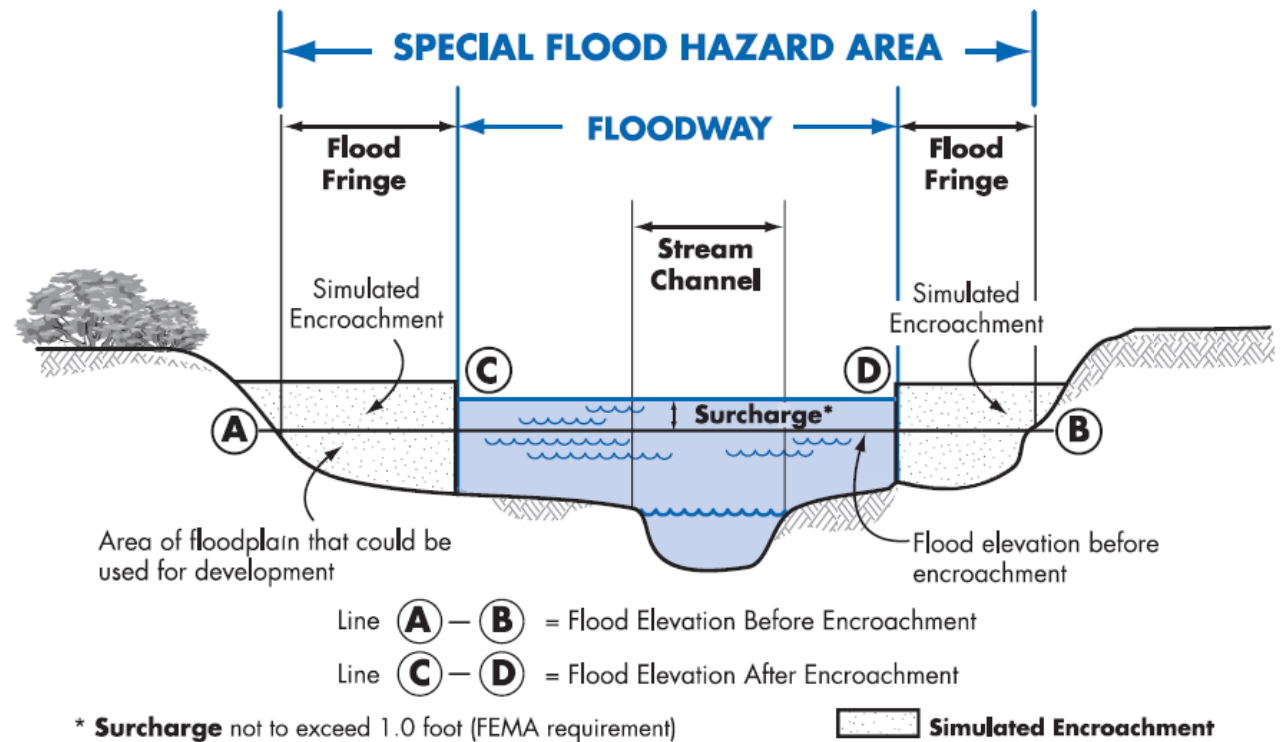 SPECIAL FLOOD HAZARD AREA
Flood
Fringe
FLOODWAY
Flood
Fringe
Stream
Channel
Simulated
Encroachment
Simulated
Encroachment
C
D
Surcharge*
A
B
Area of floodplain that could be
used for development
Flood elevation before
encroachment
Line A – B = Flood Elevation Before Encroachment
Line C – D = Flood Elevation After Encroachment
* Surcharge not to exceed 1.0 foot (FEMA requirement)
Simulated Encroachment